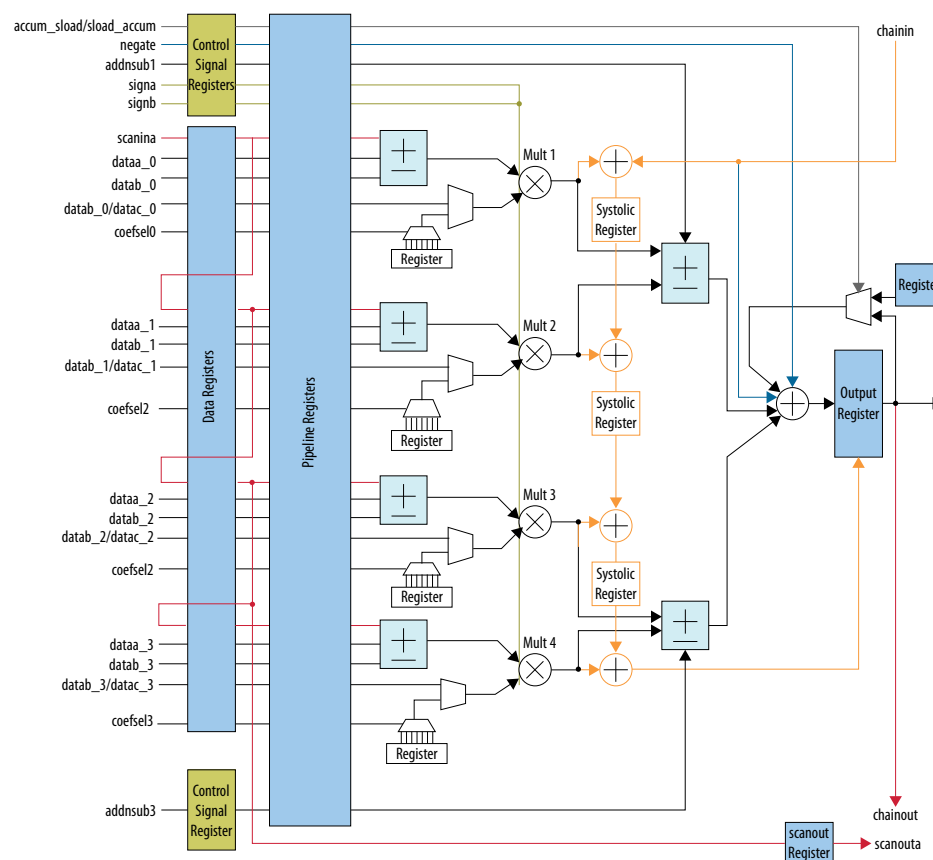 accum_sload/sload_accum
negate
addnsub1
signa
signb
Control
Signal
Registers
chainin
scanina
dataa_0
datab_0
datab_0/datac_0
coefsel0
Mult 1
Register
Systolic
Register
Register
dataa_1
datab_1
datab_1/datac_1
coefsel2
Mult 2
Register
Systolic
Register
Output
Register
Data Registers
Pipeline Registers
dataa_2
datab_2
datab_2/datac_2
coefsel2
Mult 3
Register
Systolic
Register
dataa_3
datab_3
datab_3/datac_3
coefsel3
Mult 4
Register
Control
Signal
Register
addnsub3
chainout
scanout
Register
scanouta